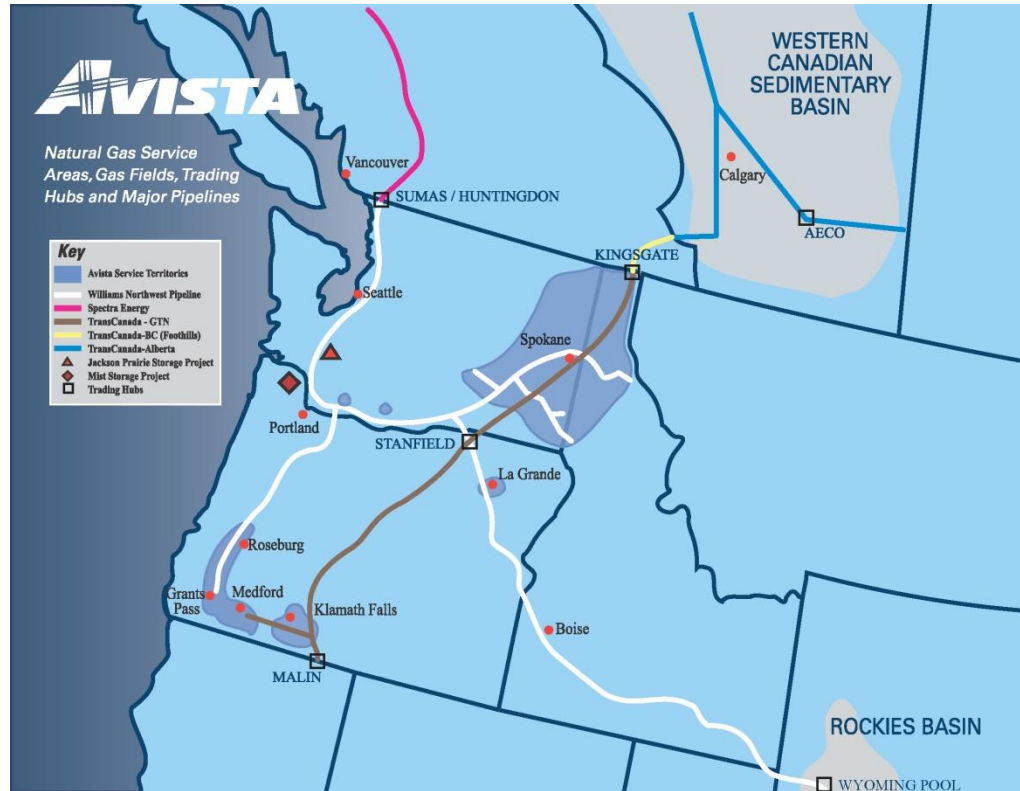 AVISTA
Natural Gas Service
Areas, Gas Fields, Trading
Hubs and Major Pipelines
Key
Avista Service Territories
Williams Northwest Pipeline
Spectra Energy
TransCanada - GTN
TransCanada-BC (Foothills)
TransCanada-Alberta
Jackson Prairie Storage Project
Mist Storage Project
Trading Hubs
WESTERN
CANADIAN
SEDIMENTARY
BASIN
Vancouver
SUMAS / HUNTINGDON
Calgary
AECO
KINGSGATE
Seattle
Spokane
Portland
STANFIELD
La Grande
Roseburg
Grants
Pass
Medford
Klamath Falls
Boise
MALIN
ROCKIES BASIN
WYOMING POOL